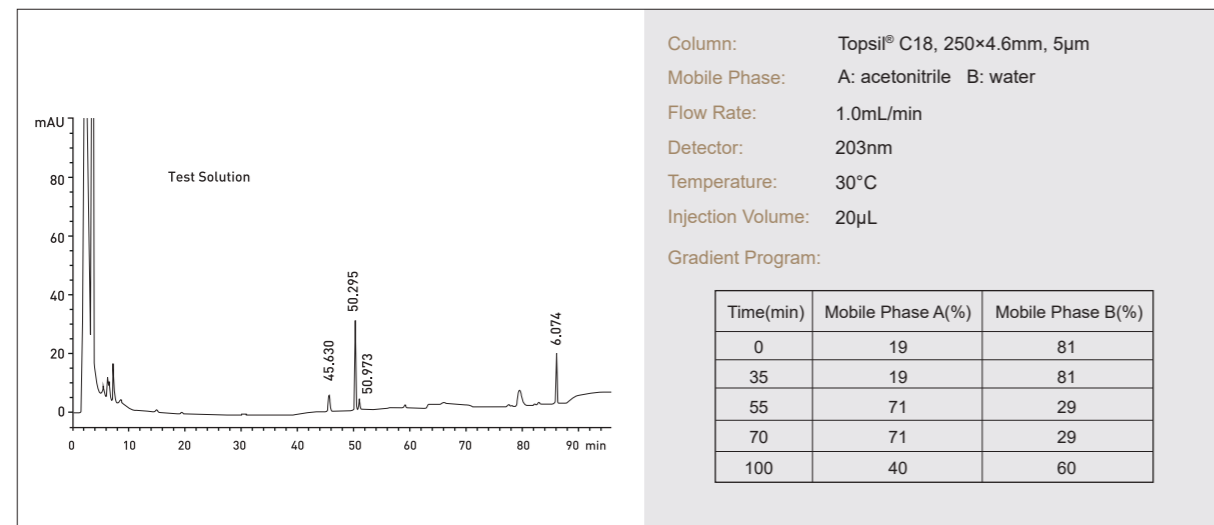 mAU
80
60
40
20
0
Test Solution
45.630
50.295
50.973
6.074
0 10 20 30 40 50 60 70 80 90 min
Column: Topsil® C18, 250×4.6mm, 5μm
Mobile Phase: A: acetonitrile B: water
Flow Rate: 1.0mL/min
Detector: 203nm
Temperature: 30°C
Injection Volume: 20μL
Gradient Program:
Time(min) Mobile Phase A(%) Mobile Phase B(%)
0 19 81
35 19 81
55 71 29
70 71 29
100 40 60